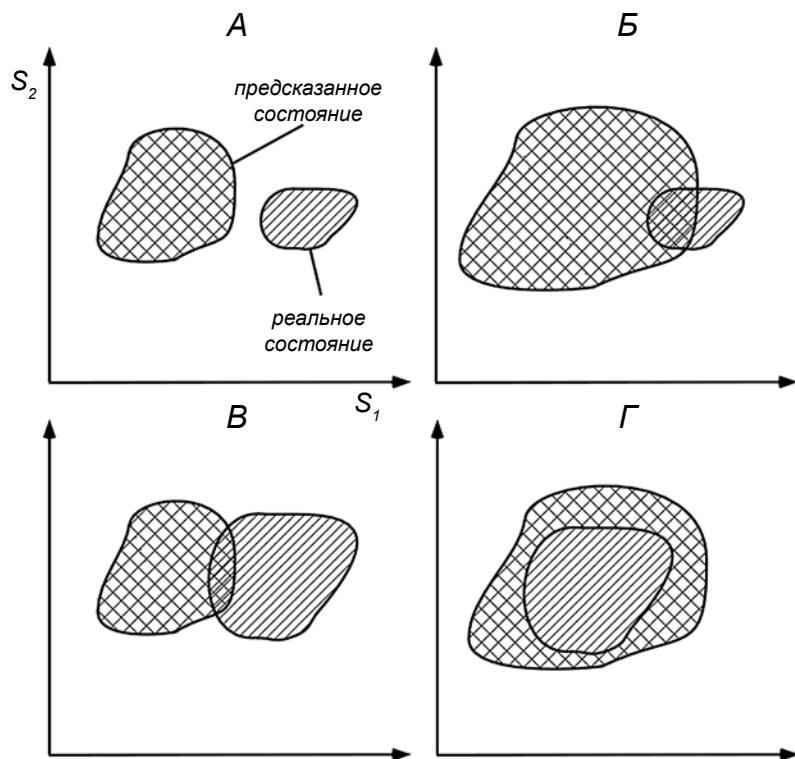 А
Б
S2
предсказанное
состояние
реальное
состояние
S1
В
Г